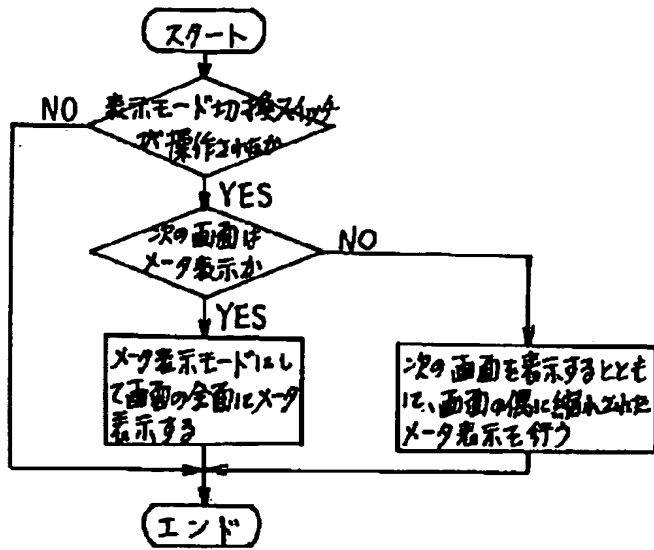 スタート
NO
表示モード切換スイッチ
が操作されたか
YES
次の画面は
メータ表示か
NO
YES
メータ表示モードにし
て画面の全面にメータ
表示する
次の画面を表示するととも
に、画面の隅に縮小された
メータ表示を行う
エンド